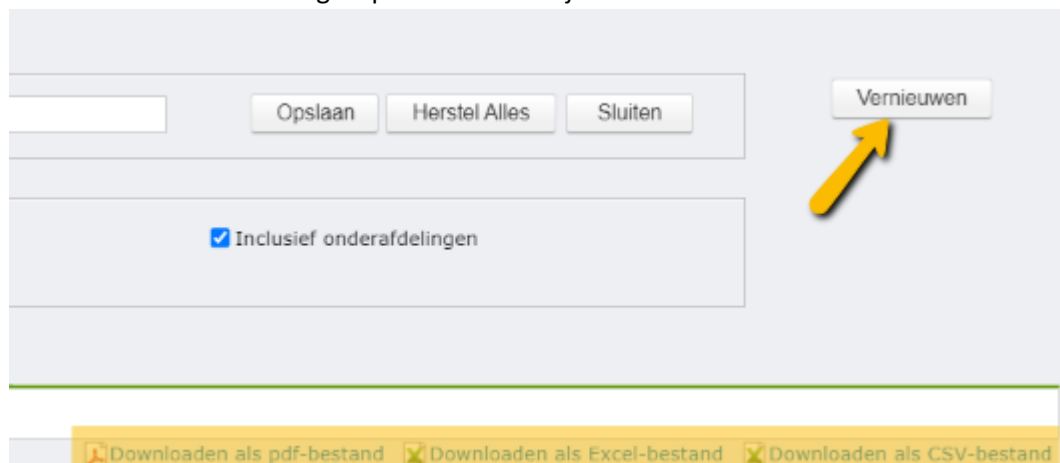 Opslaan Herstel Alles Sluiten Vernieuwen
Inclusief onderafdelingen
Downloaden als pdf-bestand Downloaden als Excel-bestand Downloaden als CSV-bestand